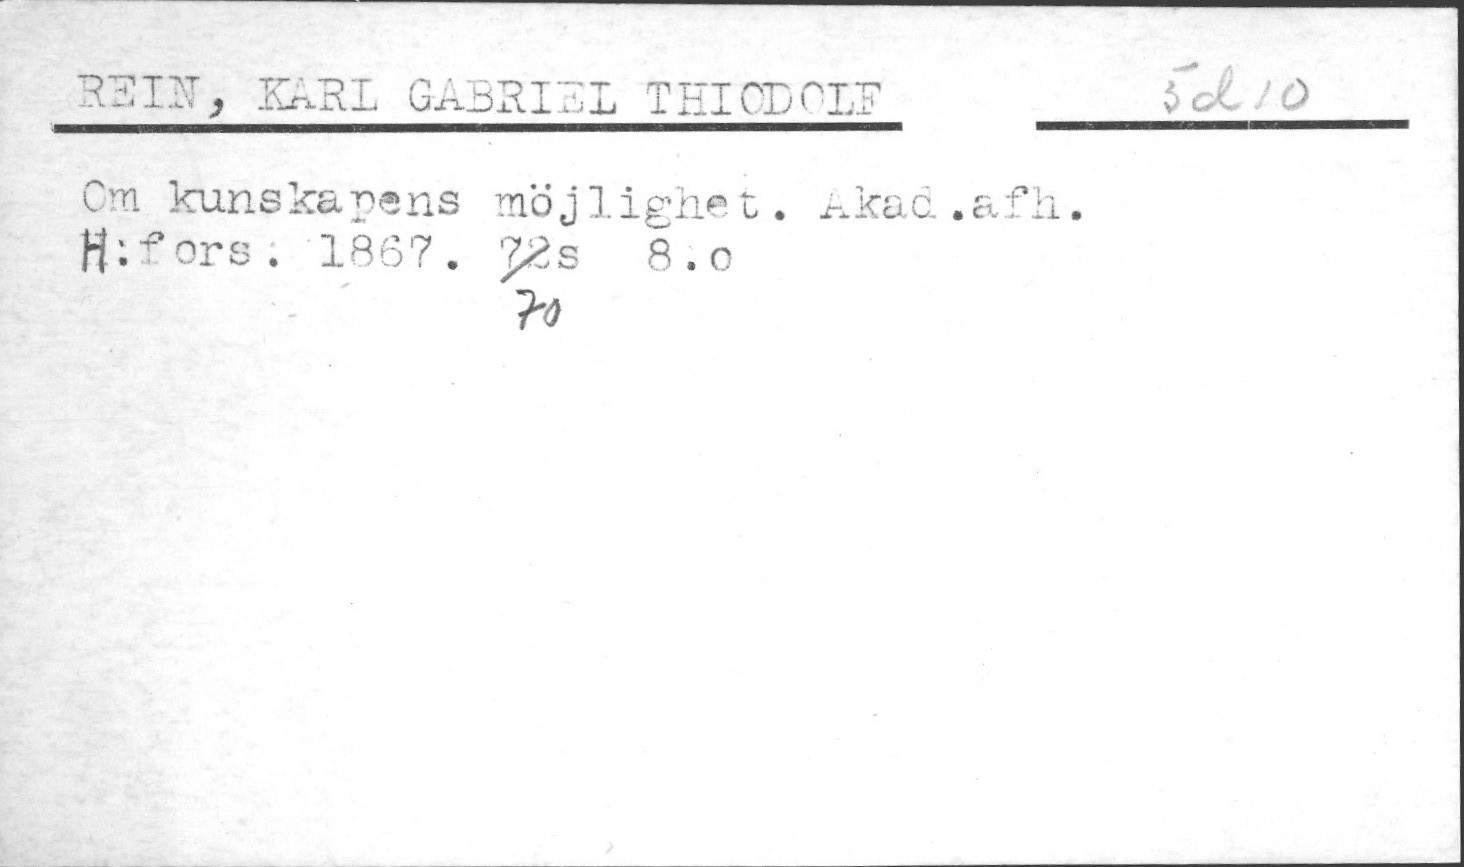 REIN, KARL GABRIEL THIODOLF 5d10
Om kunskapens möjlighet. Akad.afh.
H:fors. 1867. 72s 8:o
70